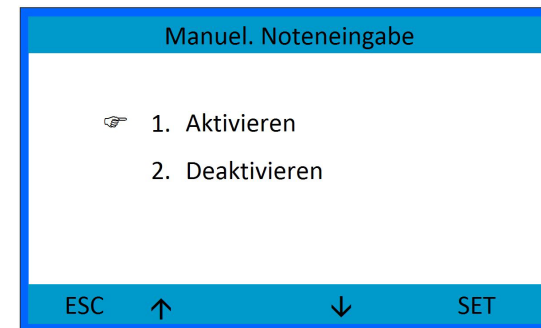 Manuel. Noteneingabe
☞ 1. Aktivieren
2. Deaktivieren
ESC ↑ ↓ SET